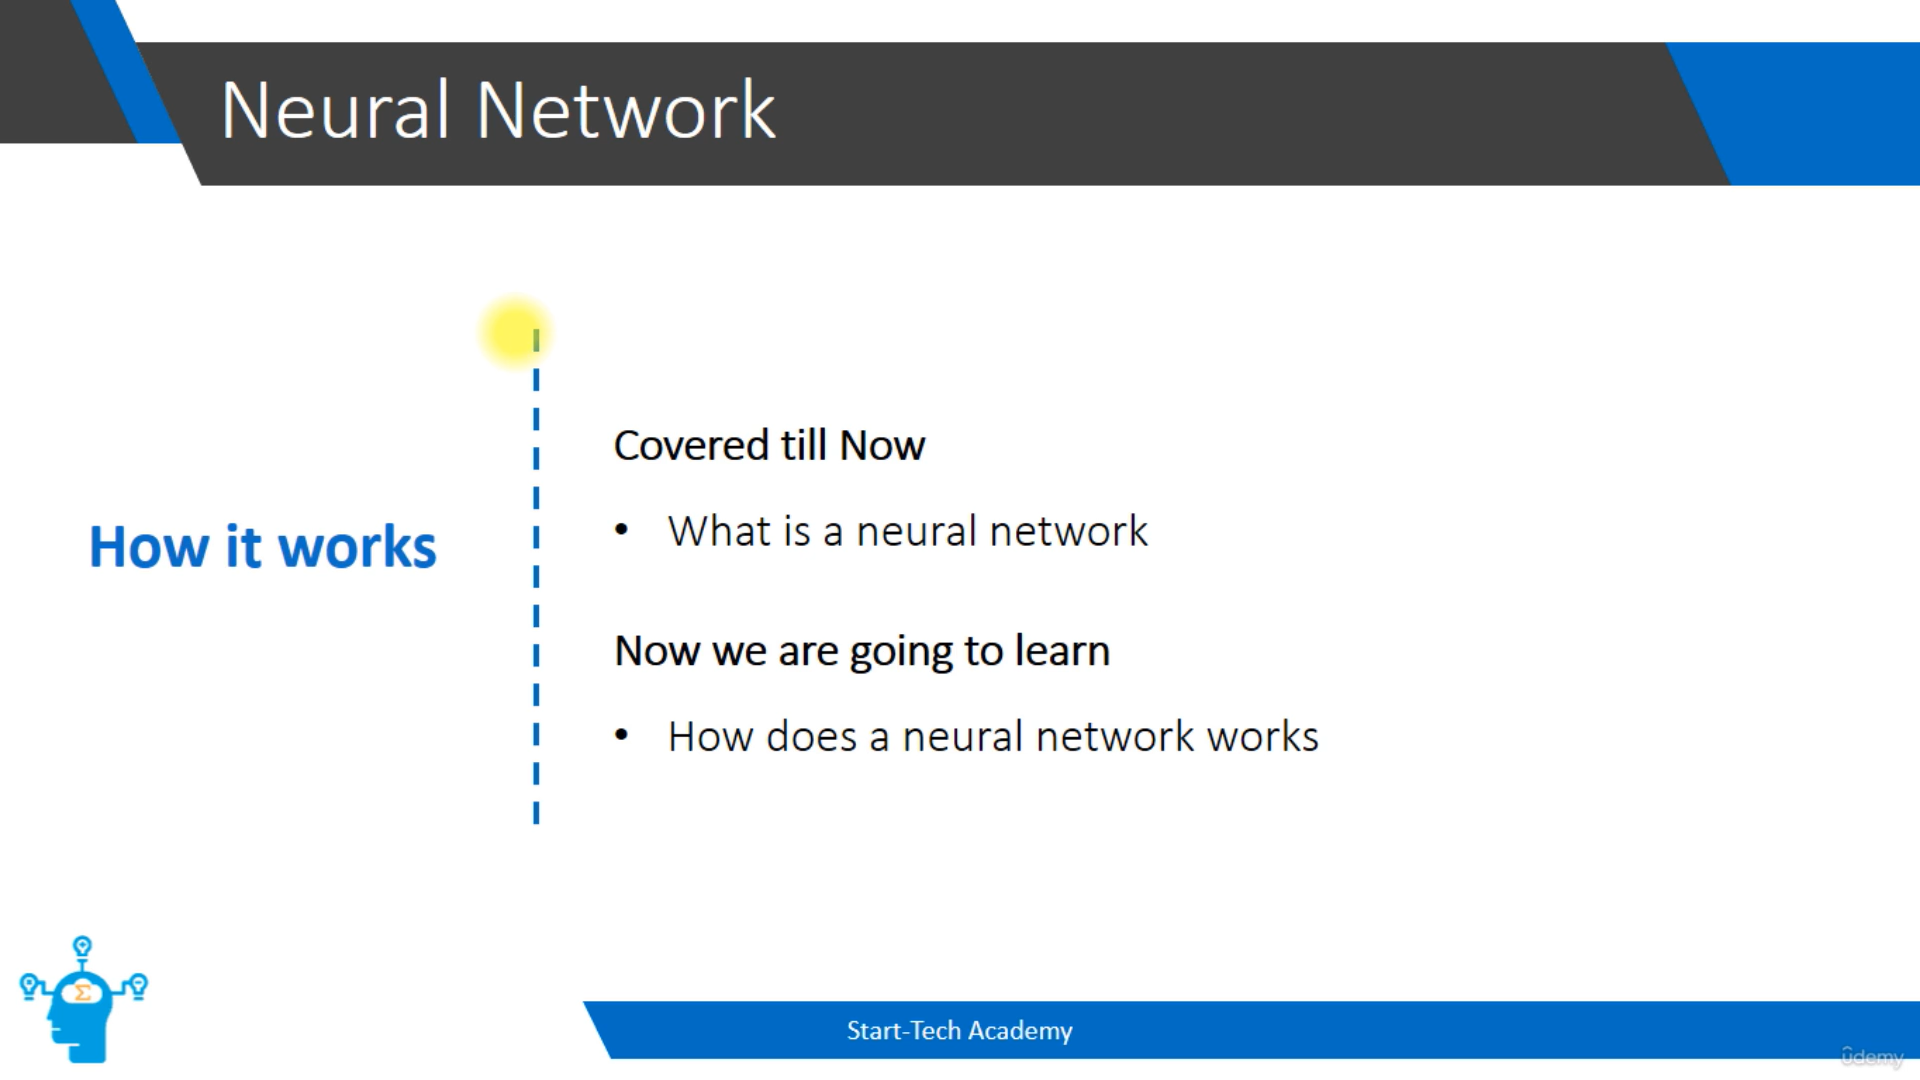 Neural Network
How it works
Covered till Now
• What is a neural network
Now we are going to learn
• How does a neural network works
Σ
Start-Tech Academy
ûdemy